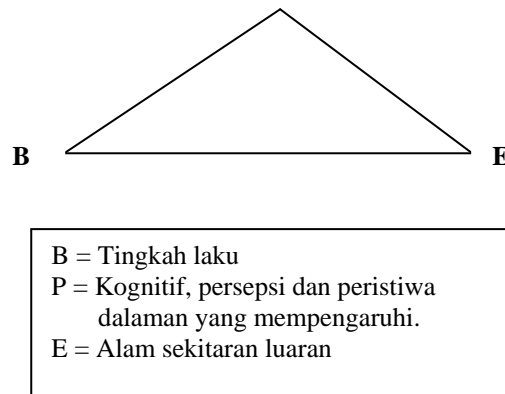 B E
B = Tingkah laku
P = Kognitif, persepsi dan peristiwa
dalaman yang mempengaruhi.
E = Alam sekitaran luaran